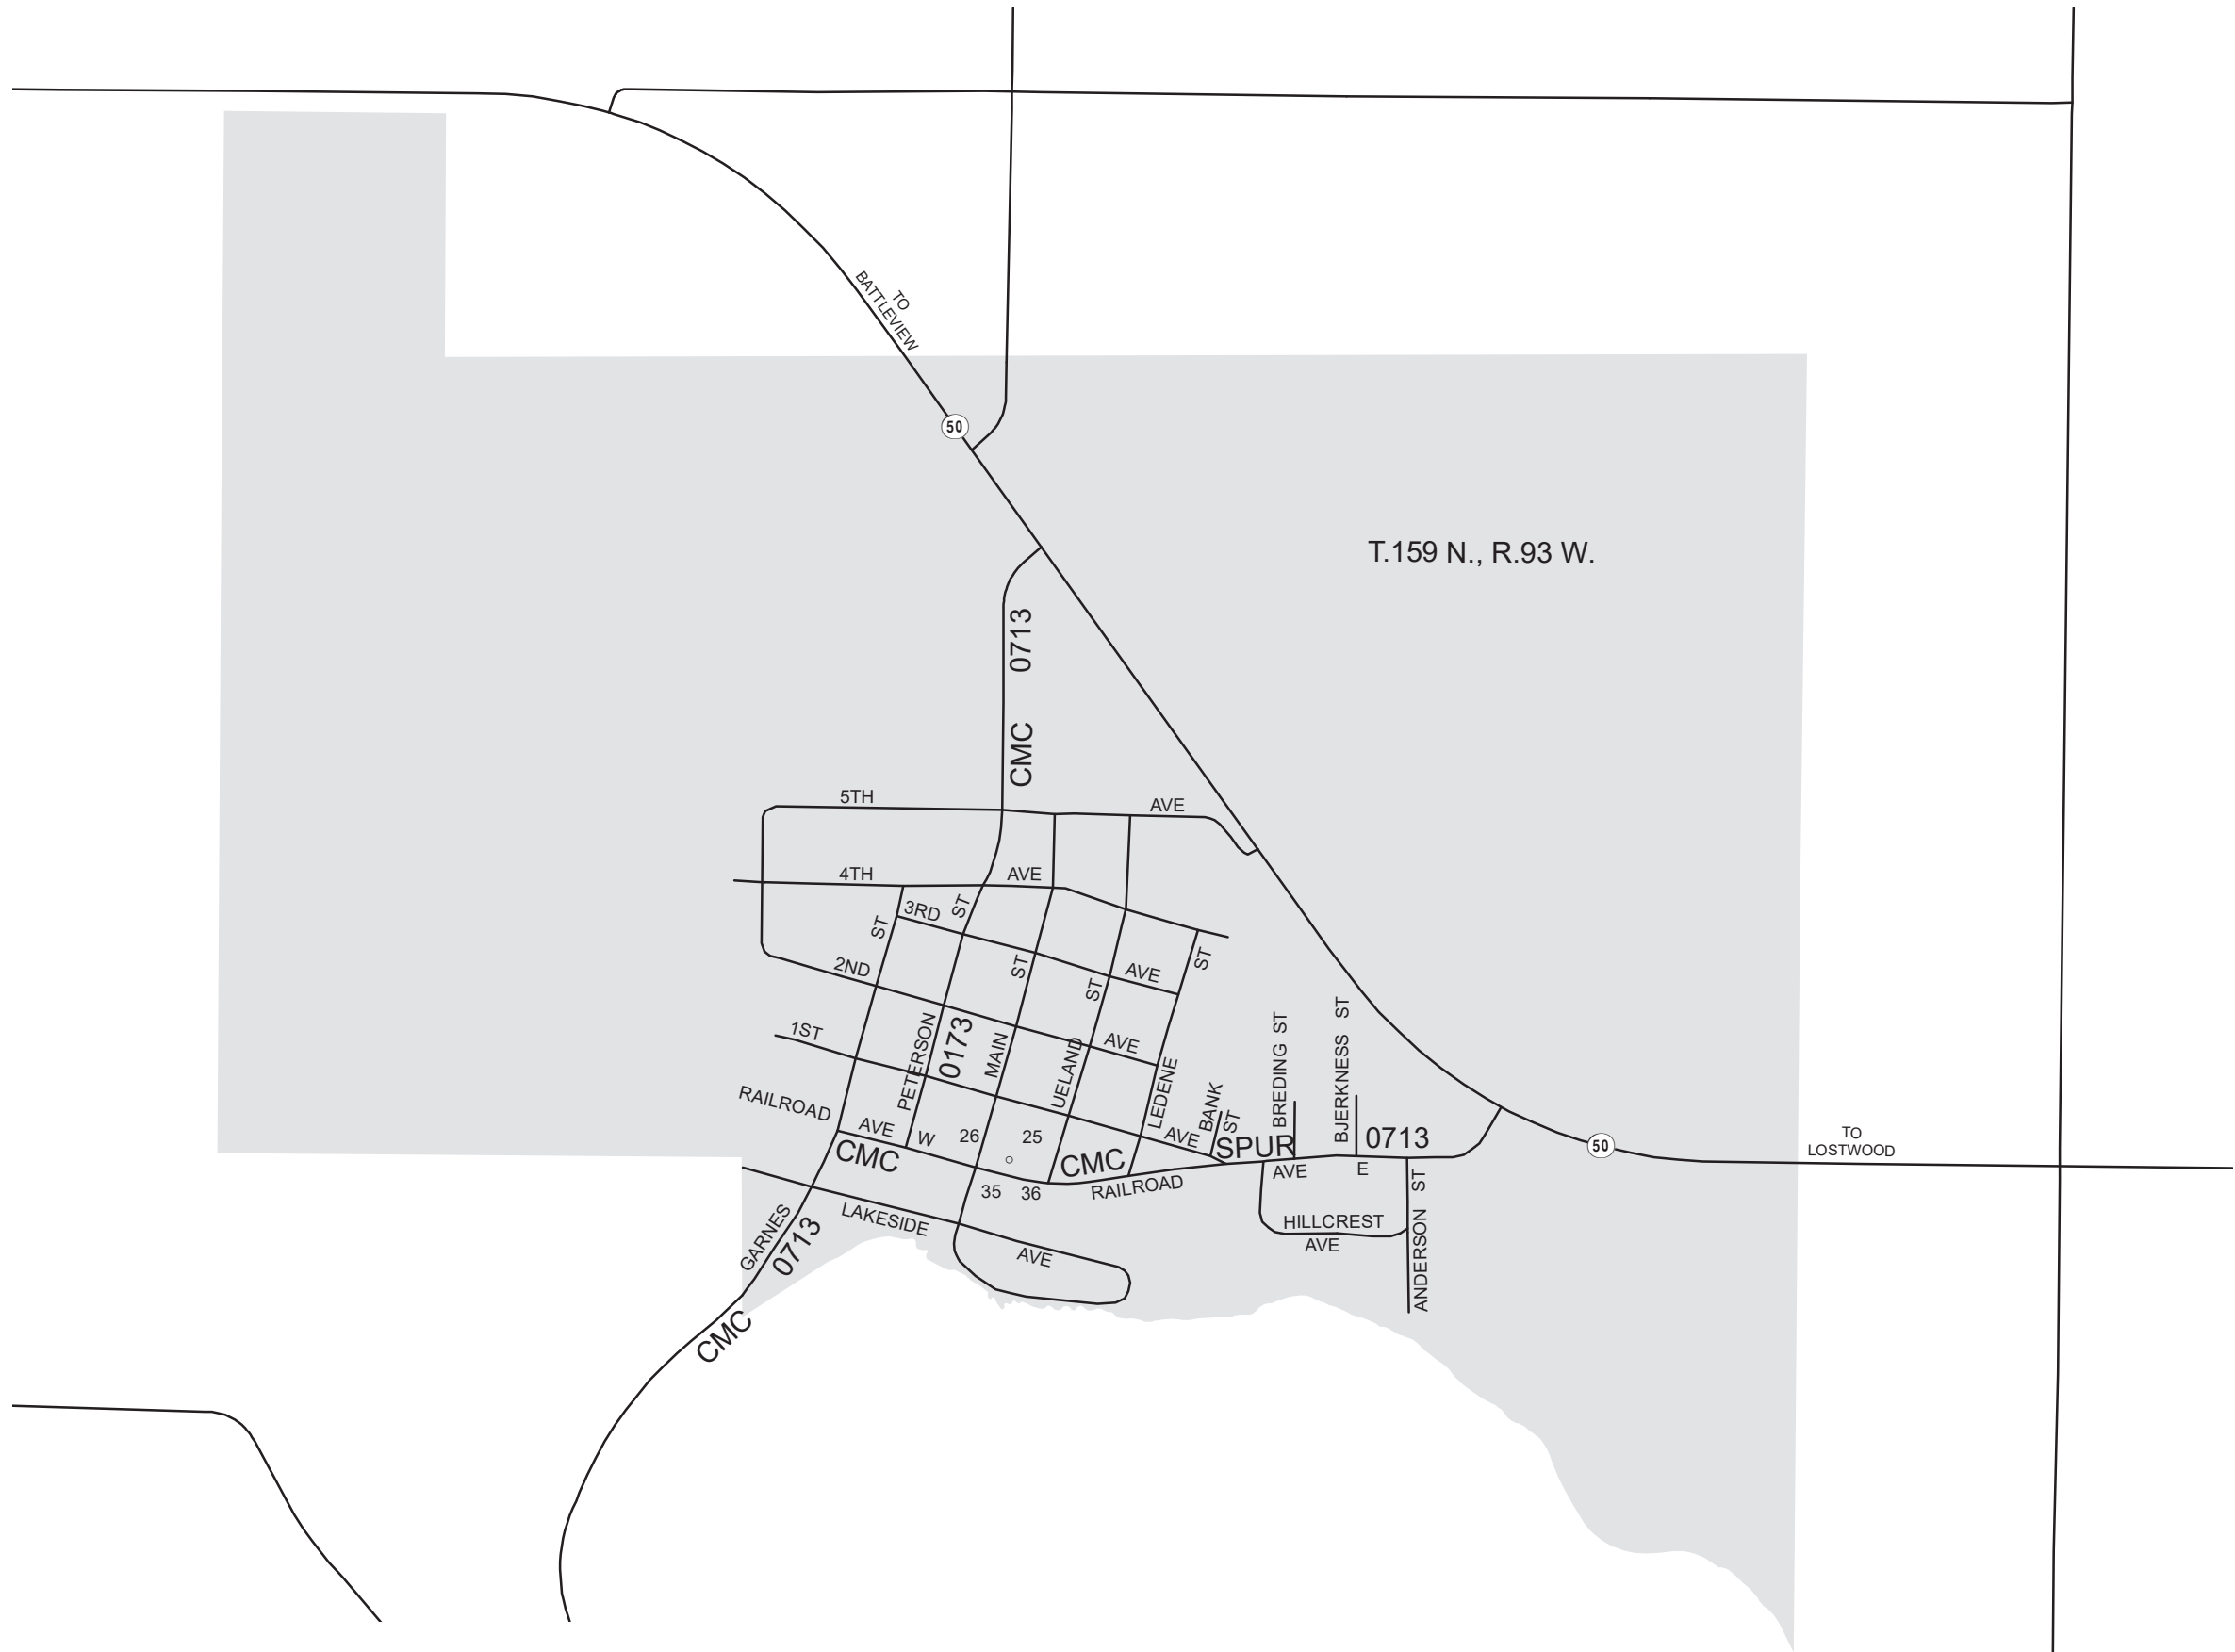 TO
BATTLEVIEW
50
T.159 N., R.93 W.
CMC 0713
5TH AVE
4TH AVE
3RD AVE
2ND AVE
1ST AVE
RAILROAD AVE W
GARNES ST
PETERSON ST
0173
MAIN ST
UELAND ST
LEDENE ST
BANK
ST
BREDING ST
BJERKNESS ST
26 25
35 36
CMC
CMC
SPUR
0713
RAILROAD AVE E
50
TO
LOSTWOOD
LAKESIDE AVE
HILLCREST
AVE
ANDERSON ST
CMC 0713